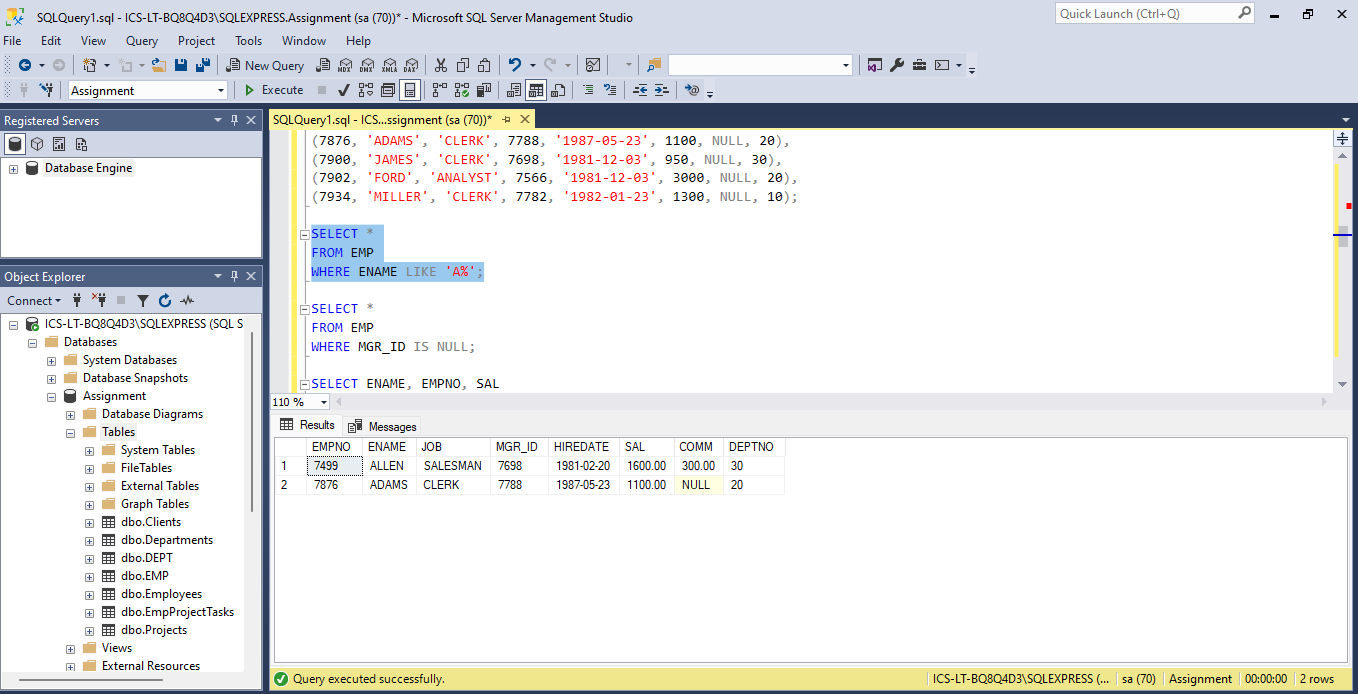 SQLQuery1.sql - ICS-LT-BQ8Q4D3\SQLEXPRESS.Assignment (sa (70))* - Microsoft SQL Server Management Studio
Quick Launch (Ctrl+Q)
File Edit View Query Project Tools Window Help
New Query MDX DMX XMLA DAX
Assignment Execute
Registered Servers
Database Engine
Object Explorer
Connect
ICS-LT-BQ8Q4D3\SQLEXPRESS (SQL S
Databases
System Databases
Database Snapshots
Assignment
Database Diagrams
Tables
System Tables
FileTables
External Tables
Graph Tables
dbo.Clients
dbo.Departments
dbo.DEPT
dbo.EMP
dbo.Employees
dbo.EmpProjectTasks
dbo.Projects
Views
External Resources
SQLQuery1.sql - ICS...ssignment (sa (70))*
(7876, 'ADAMS', 'CLERK', 7788, '1987-05-23', 1100, NULL, 20),
(7900, 'JAMES', 'CLERK', 7698, '1981-12-03', 950, NULL, 30),
(7902, 'FORD', 'ANALYST', 7566, '1981-12-03', 3000, NULL, 20),
(7934, 'MILLER', 'CLERK', 7782, '1982-01-23', 1300, NULL, 10);
SELECT *
FROM EMP
WHERE ENAME LIKE 'A%';
SELECT *
FROM EMP
WHERE MGR_ID IS NULL;
SELECT ENAME, EMPNO, SAL
110 %
Results Messages
EMPNO ENAME JOB MGR_ID HIREDATE SAL COMM DEPTNO
1 7499 ALLEN SALESMAN 7698 1981-02-20 1600.00 300.00 30
2 7876 ADAMS CLERK 7788 1987-05-23 1100.00 NULL 20
Query executed successfully. ICS-LT-BQ8Q4D3\SQLEXPRESS (... sa (70) Assignment 00:00:00 2 rows